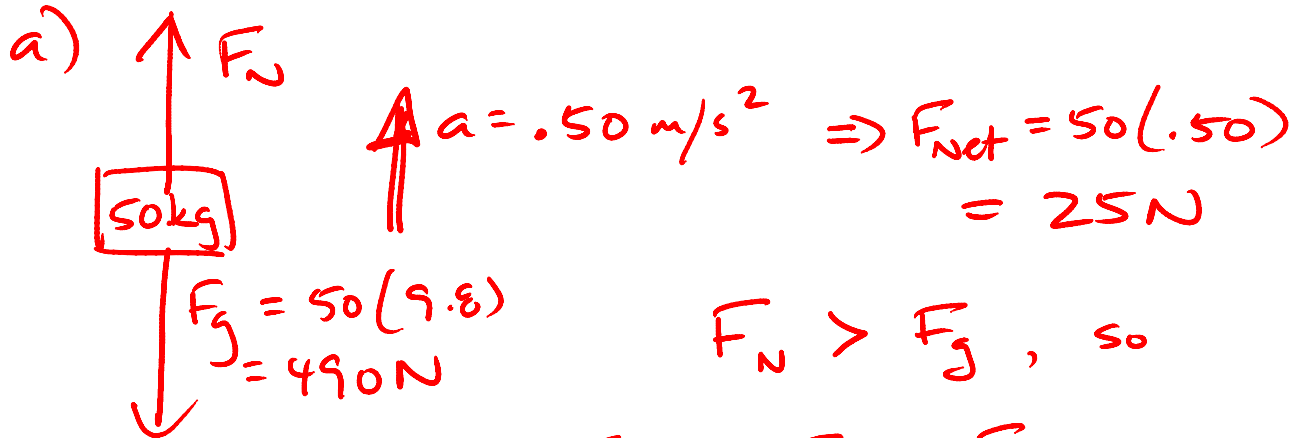 a) F_N
a = .50 m/s² ⇒ F_Net = 50(.50)
= 25N
50kg
F_g = 50(9.8)
= 490N
F_N > F_g, so